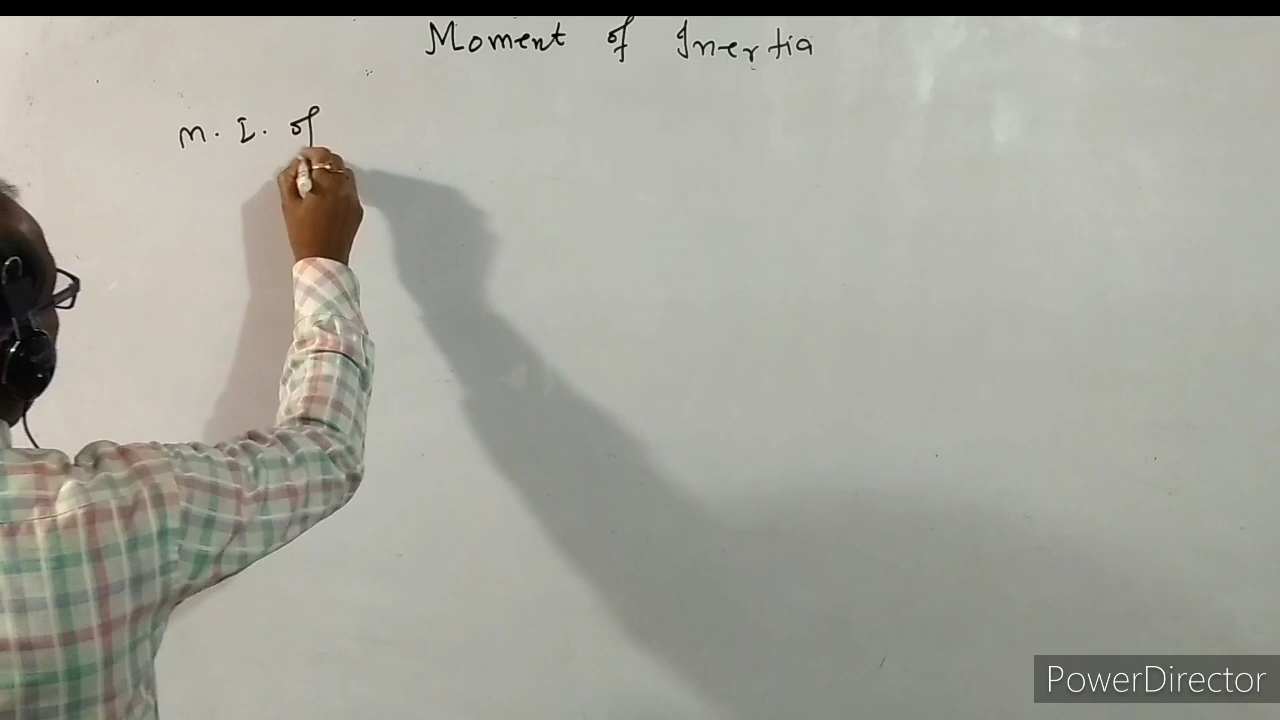 Moment of Inertia
M. I. of
PowerDirector